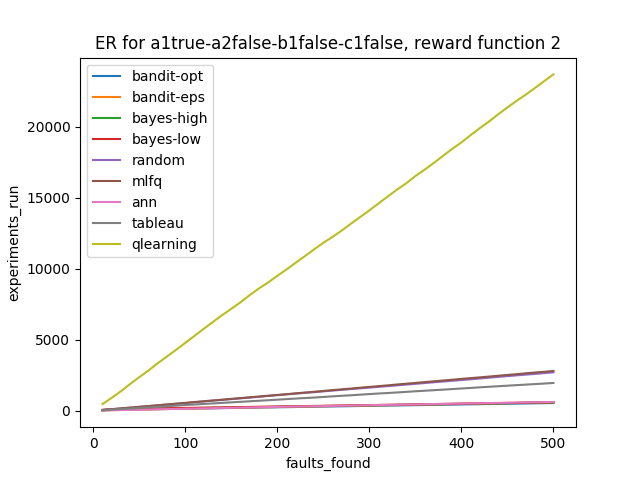 ER for a1true-a2false-b1false-c1false, reward function 2
bandit-opt
bandit-eps
bayes-high
bayes-low
random
mlfq
ann
tableau
qlearning
experiments_run
20000
15000
10000
5000
0
0 100 200 300 400 500
faults_found